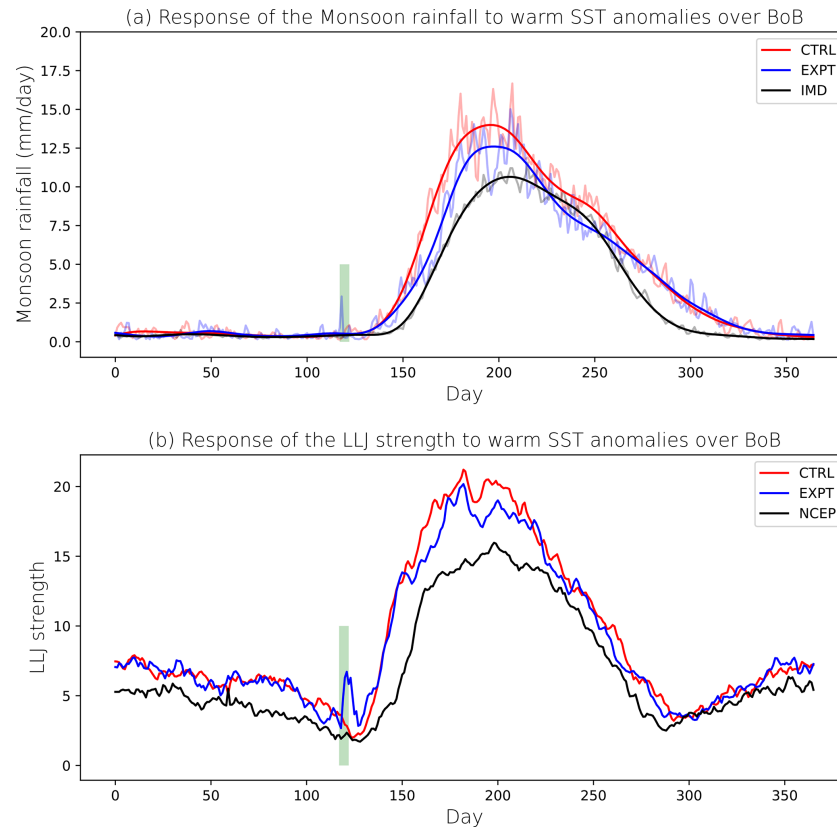 (a) Response of the Monsoon rainfall to warm SST anomalies over BoB
Monsoon rainfall (mm/day)
20.0
17.5
15.0
12.5
10.0
7.5
5.0
2.5
0.0
CTRL
EXPT
IMD
0 50 100 150 200 250 300 350
Day
(b) Response of the LLJ strength to warm SST anomalies over BoB
LLJ strength
20
15
10
5
0
CTRL
EXPT
NCEP
0 50 100 150 200 250 300 350
Day